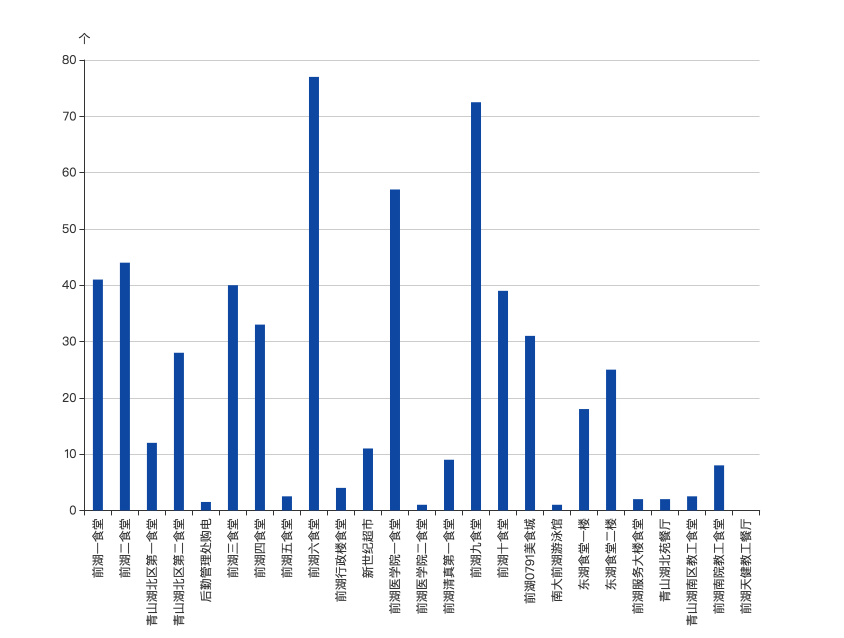 个
80
70
60
50
40
30
20
10
0
前湖一食堂
前湖二食堂
青山湖北区第一食堂
青山湖北区第二食堂
后勤管理处购电
前湖三食堂
前湖四食堂
前湖五食堂
前湖六食堂
前湖行政楼食堂
新世纪超市
前湖医学院一食堂
前湖医学院二食堂
前湖清真第一食堂
前湖九食堂
前湖十食堂
前湖0791美食城
南大前湖游泳馆
东湖食堂一楼
东湖食堂二楼
前湖服务大楼食堂
青山湖北苑餐厅
青山湖南区教工食堂
前湖南院教工食堂
前湖天健教工餐厅